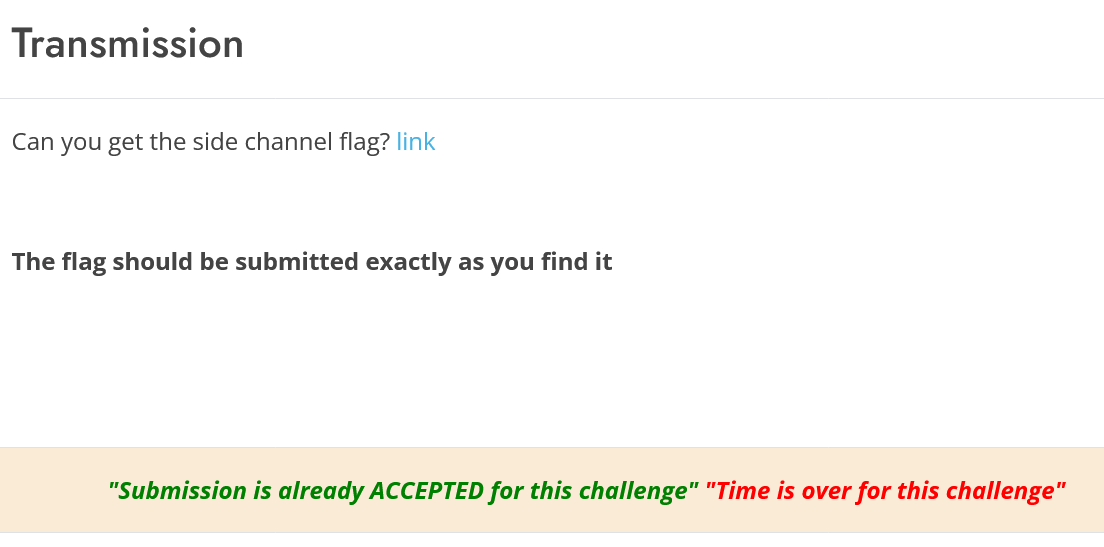 Transmission
Can you get the side channel flag? link
The flag should be submitted exactly as you find it
"Submission is already ACCEPTED for this challenge" "Time is over for this challenge"